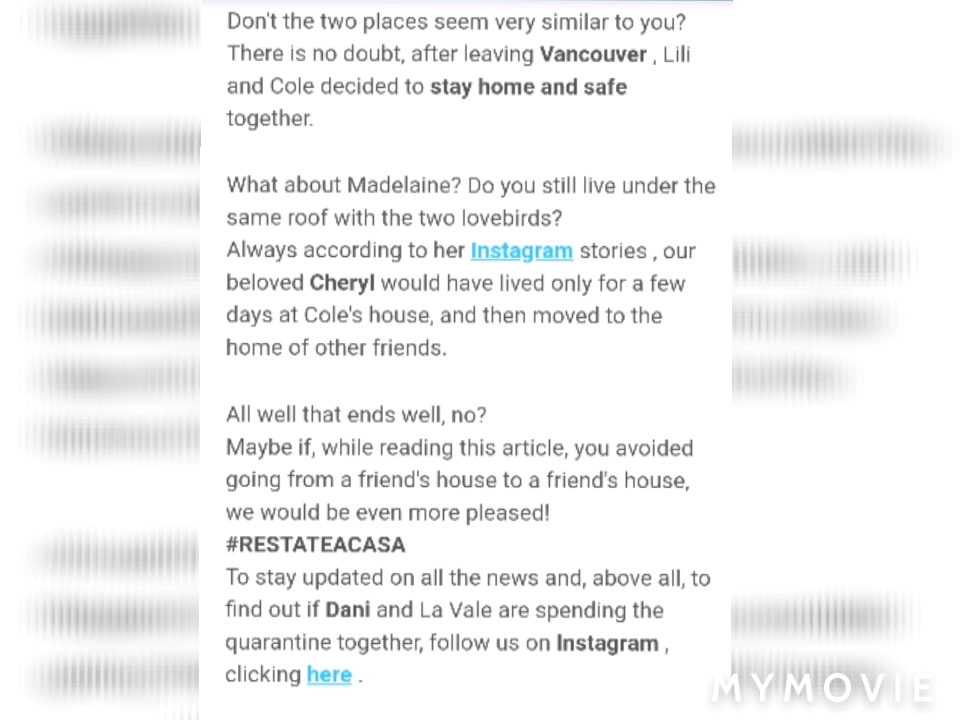 Don't the two places seem very similar to you?
There is no doubt, after leaving Vancouver , Lili
and Cole decided to stay home and safe
together.
What about Madelaine? Do you still live under the
same roof with the two lovebirds?
Always according to her Instagram stories , our
beloved Cheryl would have lived only for a few
days at Cole's house, and then moved to the
home of other friends.
All well that ends well, no?
Maybe if, while reading this article, you avoided
going from a friend's house to a friend's house,
we would be even more pleased!
#RESTATEACASA
To stay updated on all the news and, above all, to
find out if Dani and La Vale are spending the
quarantine together, follow us on Instagram ,
clicking here .
MYMOVIE